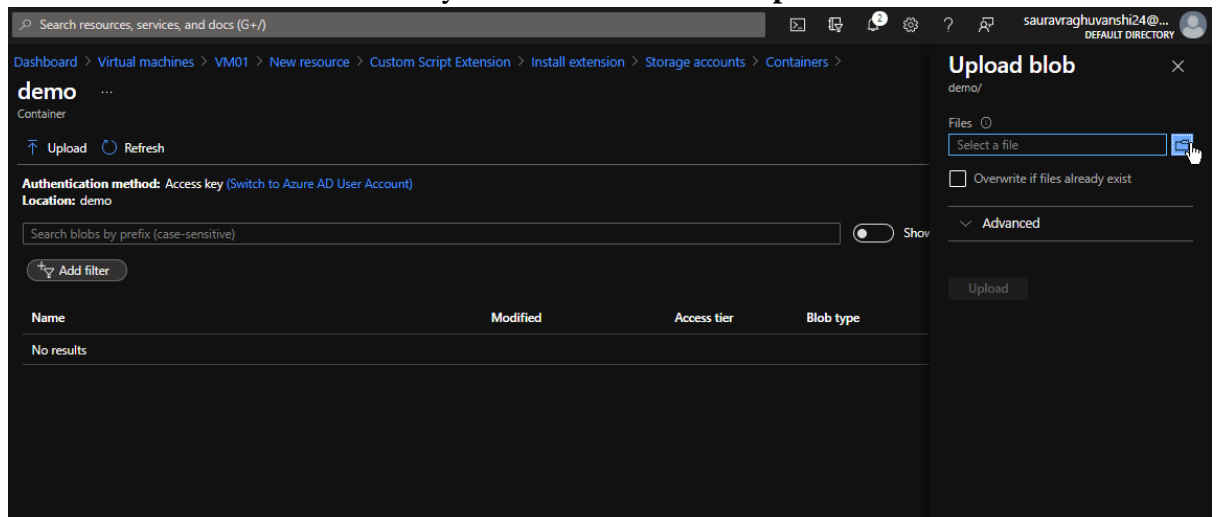 Search resources, services, and docs (G+/)
2
sauravraghuvanshi24@...
DEFAULT DIRECTORY
Dashboard > Virtual machines > VM01 > New resource > Custom Script Extension > Install extension > Storage accounts > Containers >
demo ...
Container
Upload Refresh
Authentication method: Access key (Switch to Azure AD User Account)
Location: demo
Search blobs by prefix (case-sensitive)
Show
Add filter
Name Modified Access tier Blob type
No results
Upload blob
demo/
Files
Select a file
Overwrite if files already exist
Advanced
Upload